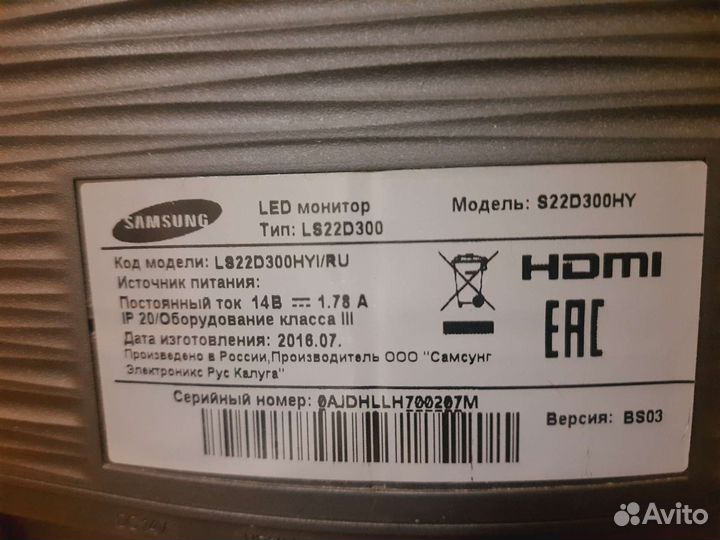 SAMSUNG
LED монитор
Тип: LS22D300
Модель: S22D300HY
Код модели: LS22D300HYI/RU
Источник питания:
Постоянный ток 14В 1.78 А
IP 20/Оборудование класса III
Дата изготовления: 2016.07.
Произведено в России,Производитель ООО "Самсунг
Электроникс Рус Калуга"
HDMI
EAC
Серийный номер: 0AJDHLLH700207M
Версия: BS03
DC 14V
Avito